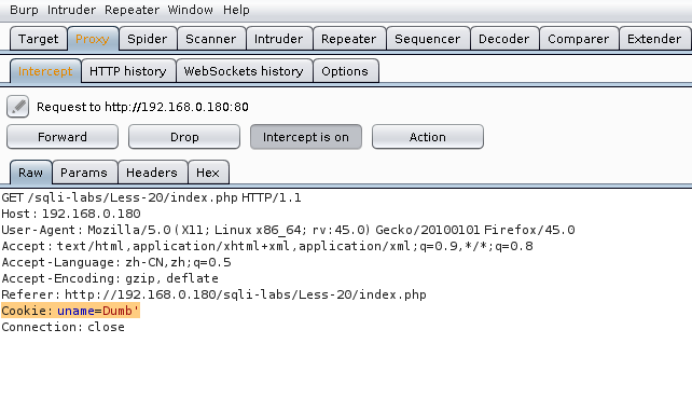 Burp Intruder Repeater Window Help
Target Proxy Spider Scanner Intruder Repeater Sequencer Decoder Comparer Extender
Intercept HTTP history WebSockets history Options
Request to http://192.168.0.180:80
Forward Drop Intercept is on Action
Raw Params Headers Hex
GET /sqli-labs/Less-20/index.php HTTP/1.1
Host: 192.168.0.180
User-Agent: Mozilla/5.0 (X11; Linux x86_64; rv:45.0) Gecko/20100101 Firefox/45.0
Accept: text/html,application/xhtml+xml,application/xml;q=0.9,*/*;q=0.8
Accept-Language: zh-CN,zh;q=0.5
Accept-Encoding: gzip, deflate
Referer: http://192.168.0.180/sqli-labs/Less-20/index.php
Cookie: uname=Dumb'
Connection: close